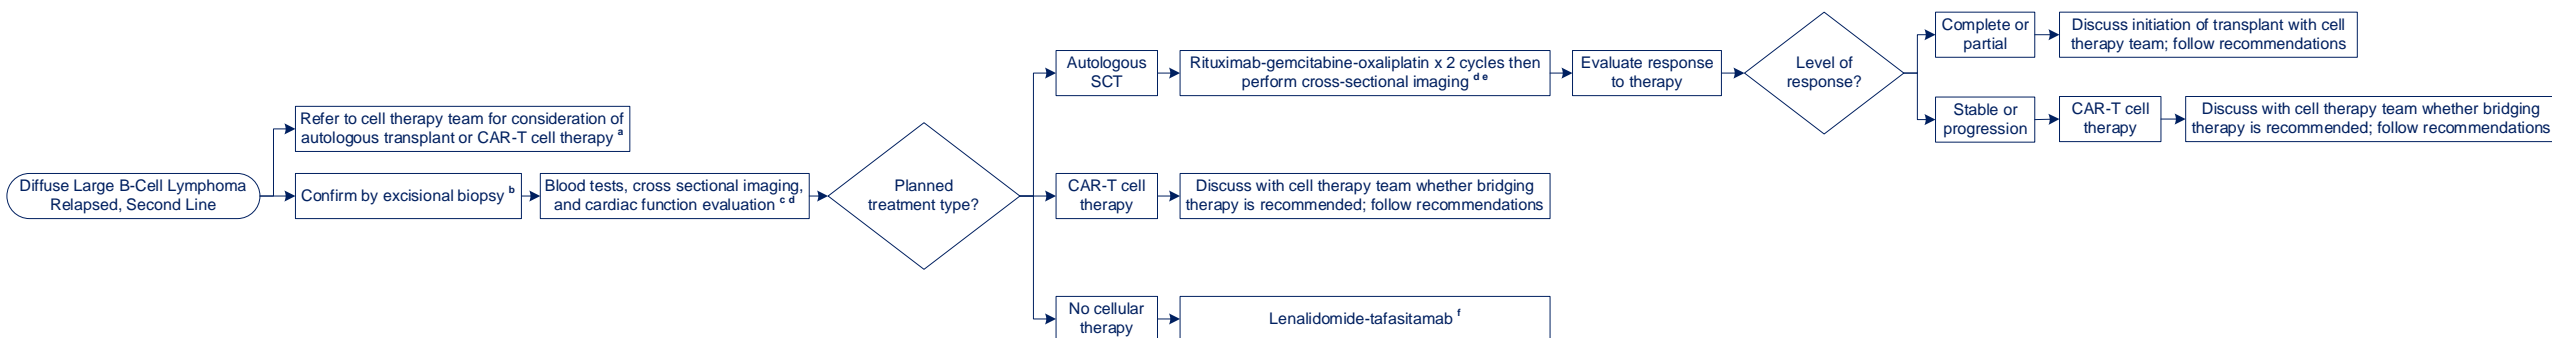 Diffuse Large B-Cell Lymphoma
Relapsed, Second Line
Refer to cell therapy team for consideration of
autologous transplant or CAR-T cell therapy a
Confirm by excisional biopsy b
Blood tests, cross sectional imaging,
and cardiac function evaluation c d
Planned
treatment type?
Autologous
SCT
Rituximab-gemcitabine-oxaliplatin x 2 cycles then
perform cross-sectional imaging d e
Evaluate response
to therapy
Level of
response?
Complete or
partial
Discuss initiation of transplant with cell
therapy team; follow recommendations
Stable or
progression
CAR-T cell
therapy
Discuss with cell therapy team whether bridging
therapy is recommended; follow recommendations
CAR-T cell
therapy
Discuss with cell therapy team whether bridging
therapy is recommended; follow recommendations
No cellular
therapy
Lenalidomide-tafasitamab f